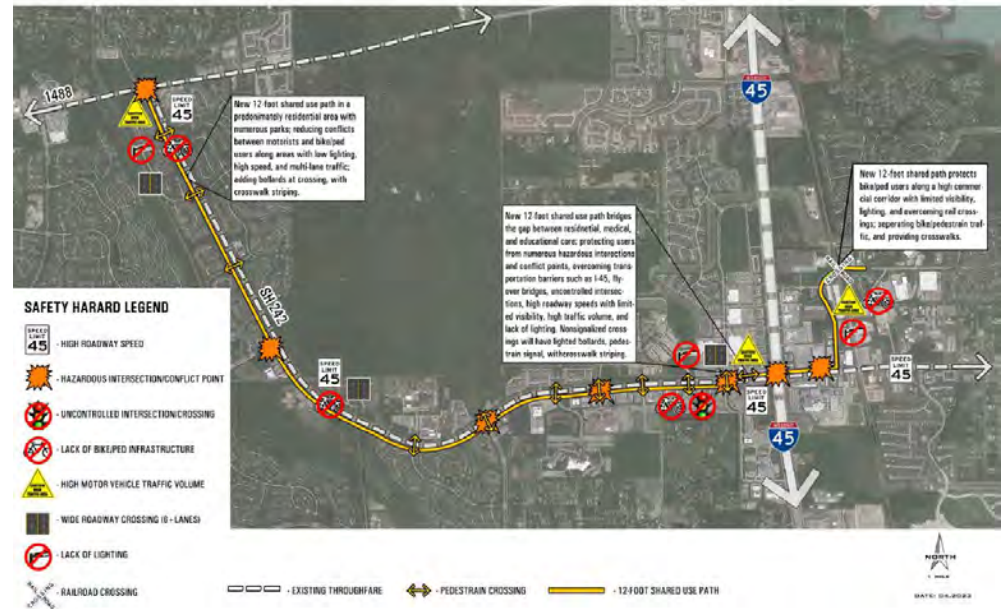 1488
SPEED
LIMIT
45
New 12-foot shared use path in a
predominately residential area with
numerous parks; reducing conflicts
between motorists and bike/ped
users along areas with low lighting,
high speed, and multi-lane traffic;
adding bollards at crossing, with
crosswalk striping.
45
New 12-foot shared path protects
bike/ped users along a high commer-
cial corridor with limited visibility,
lighting, and overcoming rail cross-
ings; seperating bike/pedestrain traf-
fic, and providing crosswalks.
New 12-foot shared use path bridges
the gap between residnetial, medical,
and educational core; protecting users
from numerous hazardous interections
and conflict points, overcoming trans-
portation barriers such as I-45, fly-
over bridges, uncontrolled intersec-
tions, high roadway speeds with limit-
ed visibility, high traffic volume, and
lack of lighting. Nonsignalized cross-
ings will have lighted bollards, pedes-
train signal, withcrosswalk striping.
SH 242
SPEED
LIMIT
45
SPEED
LIMIT
45
SPEED
LIMIT
45
45
SAFETY HARARD LEGEND
SPEED
LIMIT
45
- HIGH ROADWAY SPEED
- HAZARDOUS INTERSECTION/CONFLICT POINT
- UNCONTROLLED INTERSECTION/CROSSING
- LACK OF BIKE/PED INFRASTRUCTURE
- HIGH MOTOR VEHICLE TRAFFIC VOLUME
- WIDE ROADWAY CROSSING (6 - LANES)
- LACK OF LIGHTING
- RAILROAD CROSSING
- EXISTING THROUGHFARE
- PEDESTRAIN CROSSING
- 12-FOOT SHARED USE PATH
NORTH
1 MILE
DATE: 04.2023